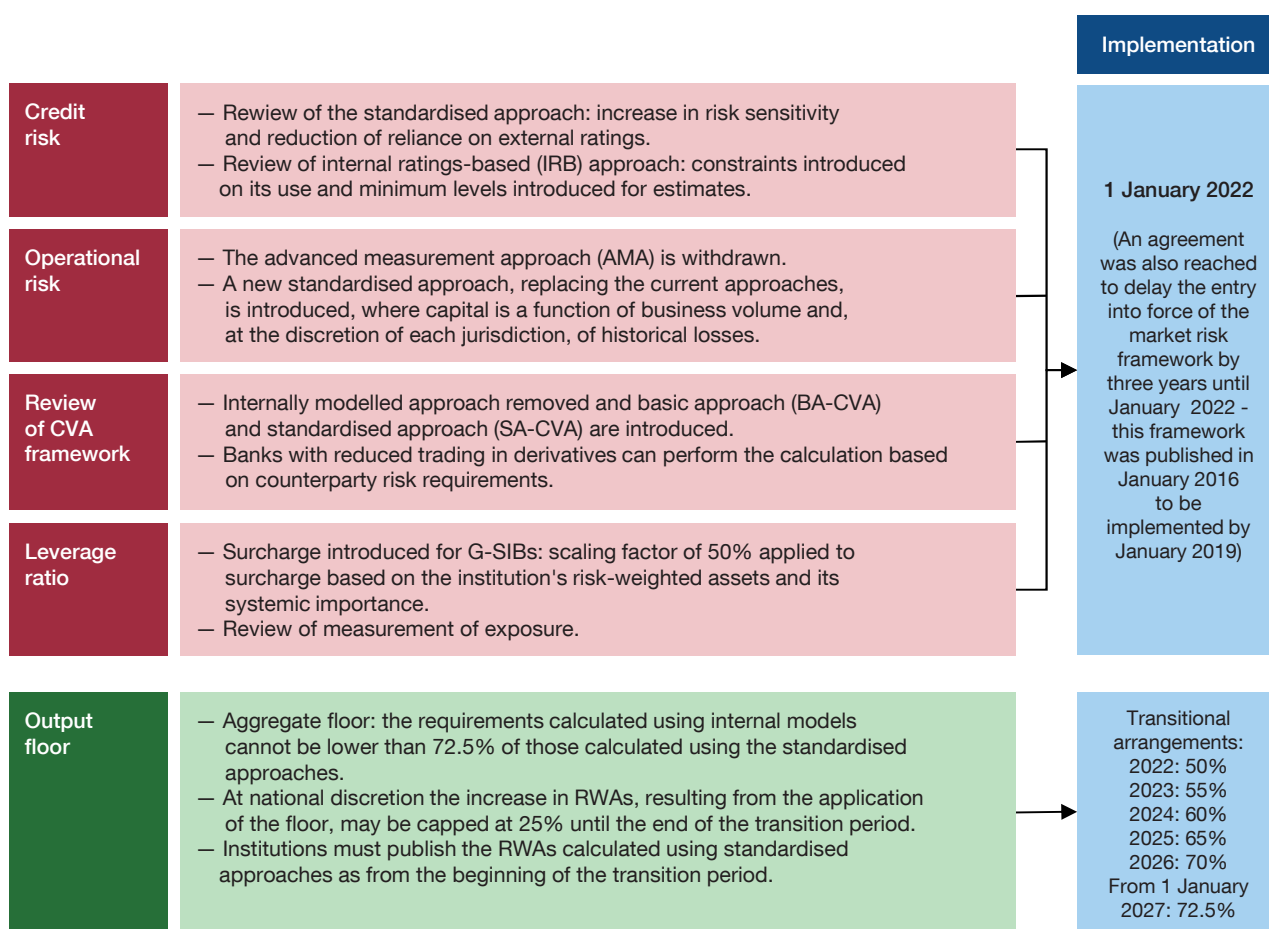 Implementation
Credit
risk
— Rewiew of the standardised approach: increase in risk sensitivity
and reduction of reliance on external ratings.
— Review of internal ratings-based (IRB) approach: constraints introduced
on its use and minimum levels introduced for estimates.
Operational
risk
— The advanced measurement approach (AMA) is withdrawn.
— A new standardised approach, replacing the current approaches,
is introduced, where capital is a function of business volume and,
at the discretion of each jurisdiction, of historical losses.
Review
of CVA
framework
— Internally modelled approach removed and basic approach (BA-CVA)
and standardised approach (SA-CVA) are introduced.
— Banks with reduced trading in derivatives can perform the calculation based
on counterparty risk requirements.
Leverage
ratio
— Surcharge introduced for G-SIBs: scaling factor of 50% applied to
surcharge based on the institution's risk-weighted assets and its
systemic importance.
— Review of measurement of exposure.
1 January 2022
(An agreement
was also reached
to delay the entry
into force of the
market risk
framework by
three years until
January 2022 -
this framework
was published in
January 2016
to be
implemented by
January 2019)
Output
floor
— Aggregate floor: the requirements calculated using internal models
cannot be lower than 72.5% of those calculated using the standardised
approaches.
— At national discretion the increase in RWAs, resulting from the application
of the floor, may be capped at 25% until the end of the transition period.
— Institutions must publish the RWAs calculated using standardised
approaches as from the beginning of the transition period.
Transitional
arrangements:
2022: 50%
2023: 55%
2024: 60%
2025: 65%
2026: 70%
From 1 January
2027: 72.5%